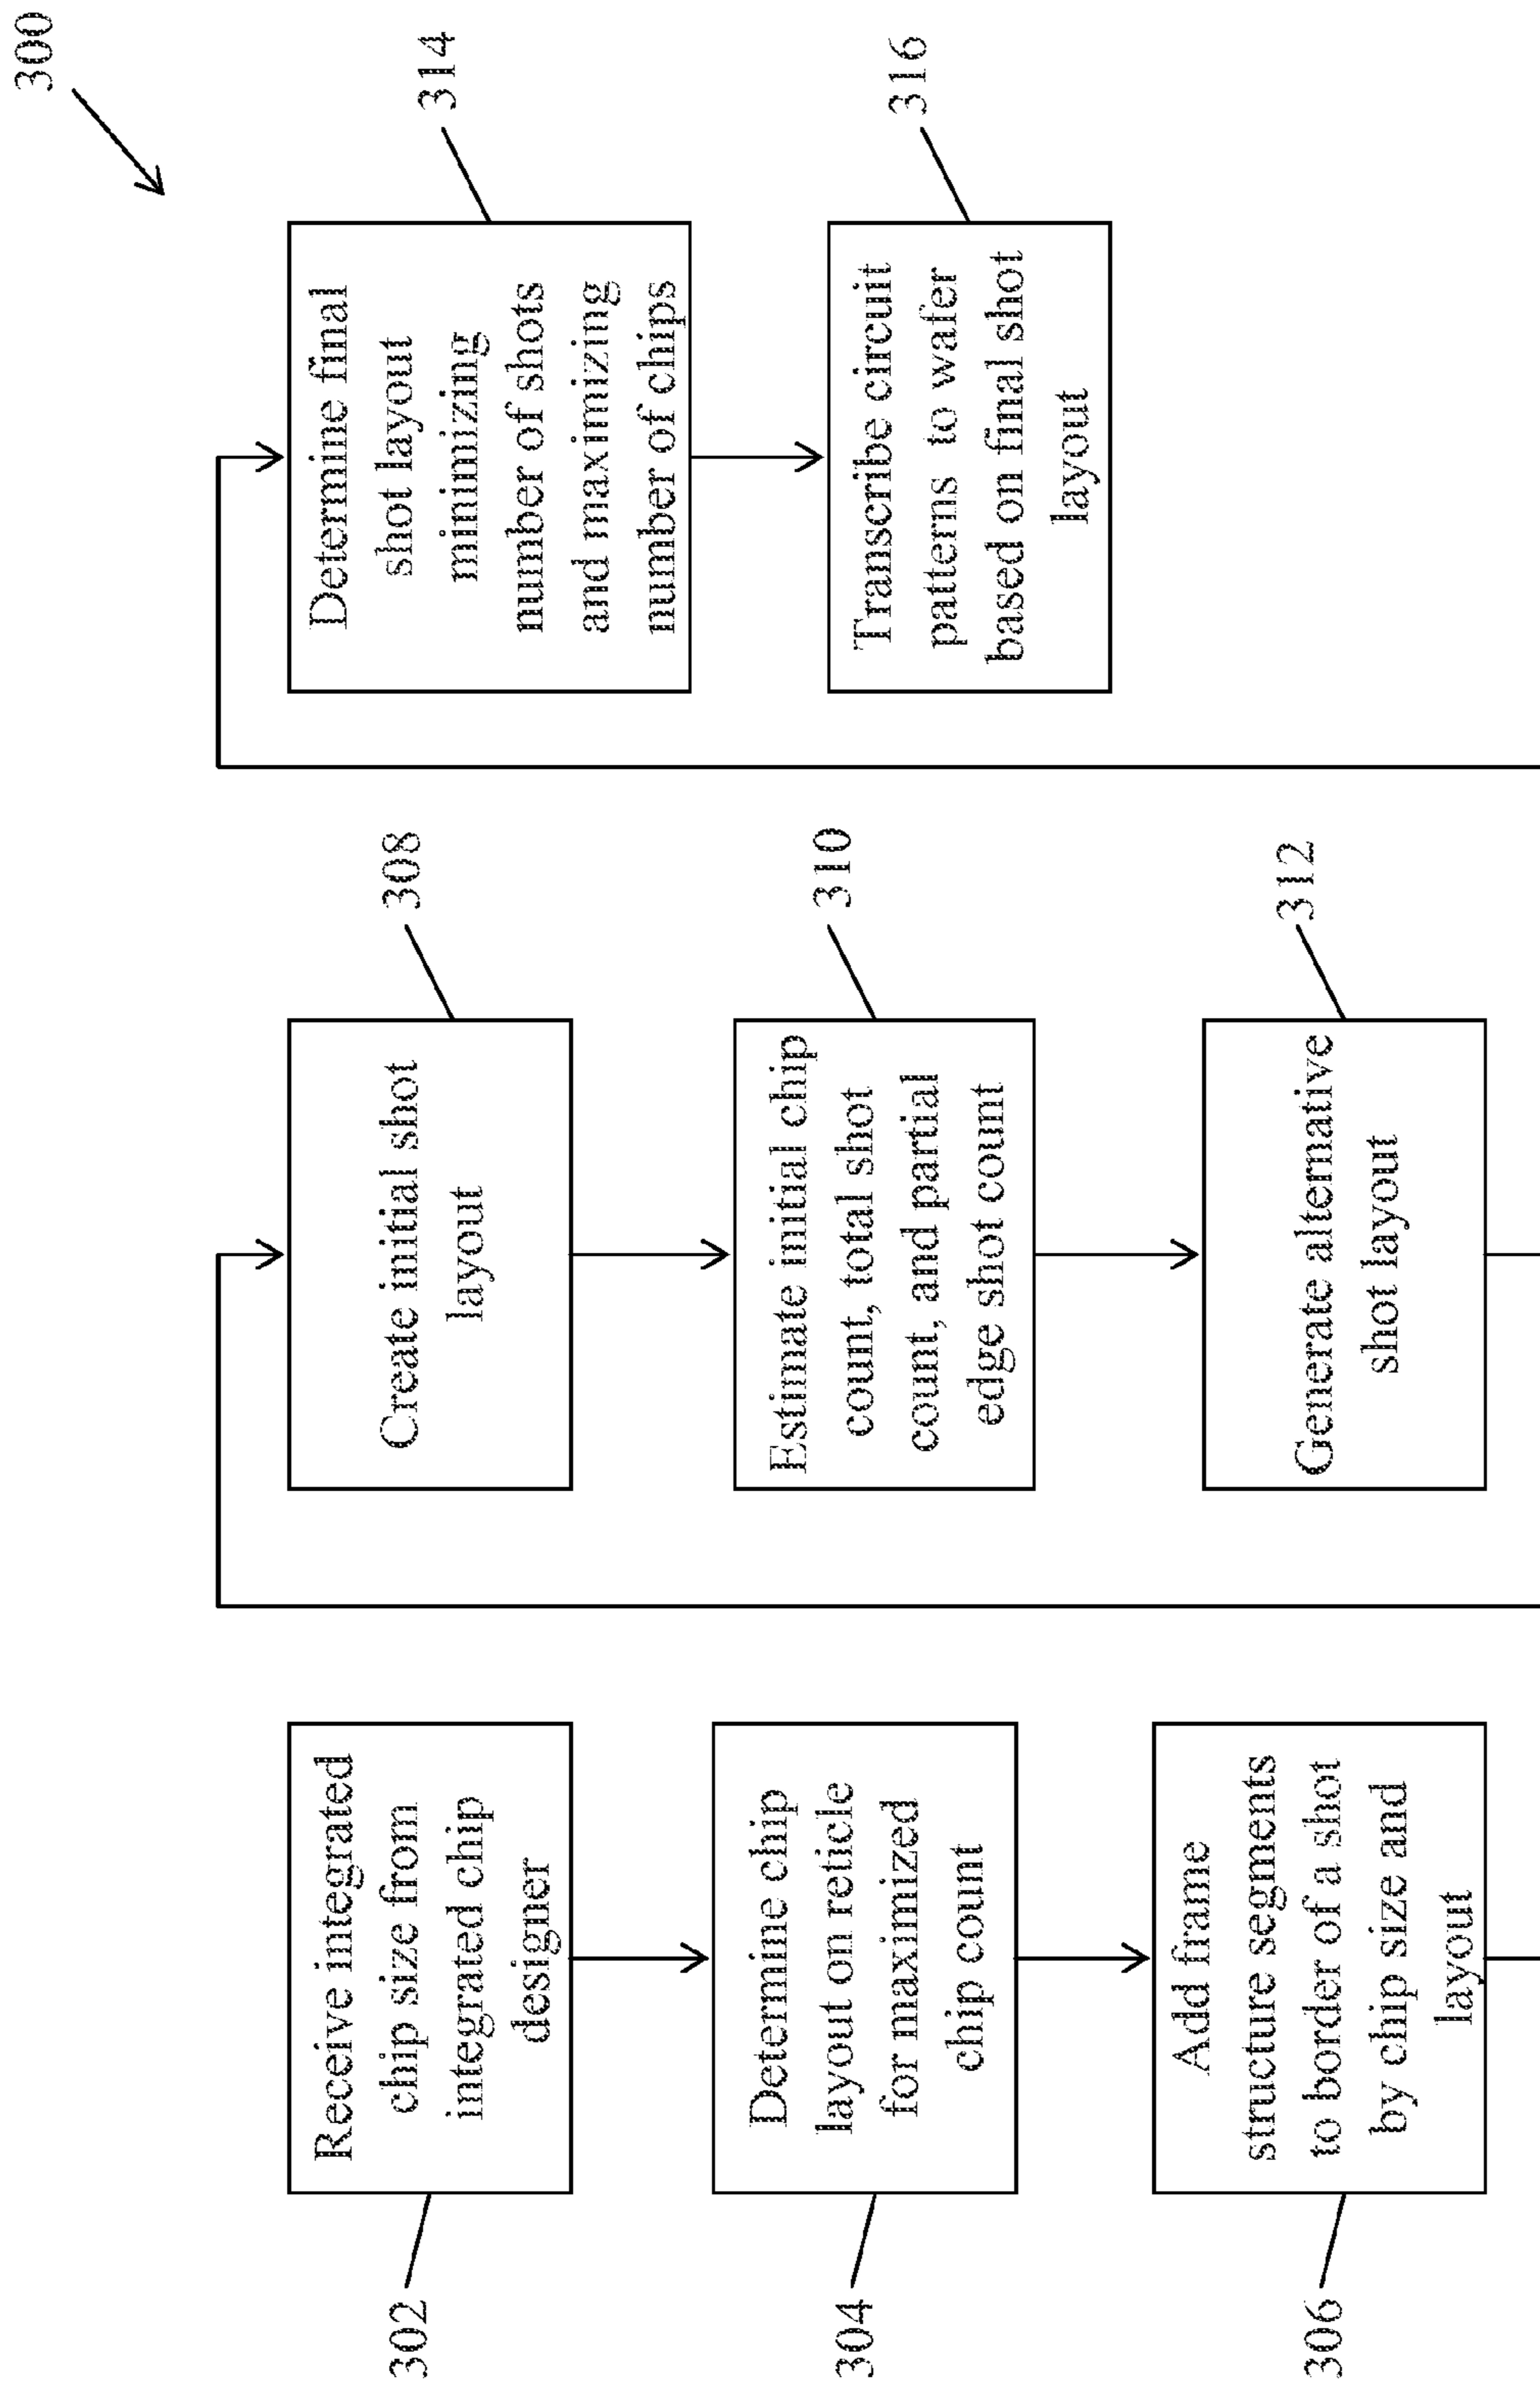 300
302
Receive integrated
chip size from
integrated chip
designer
304
Determine chip
layout on reticle
for maximized
chip count
306
Add frame
structure segments
to border of a shot
by chip size and
layout
308
Create initial shot
layout
310
Estimate initial chip
count, total shot
count, and partial
edge shot count
312
Generate alternative
shot layout
314
Determine final
shot layout
minimizing
number of shots
and maximizing
number of chips
316
Transcribe circuit
patterns to wafer
based on final shot
layout